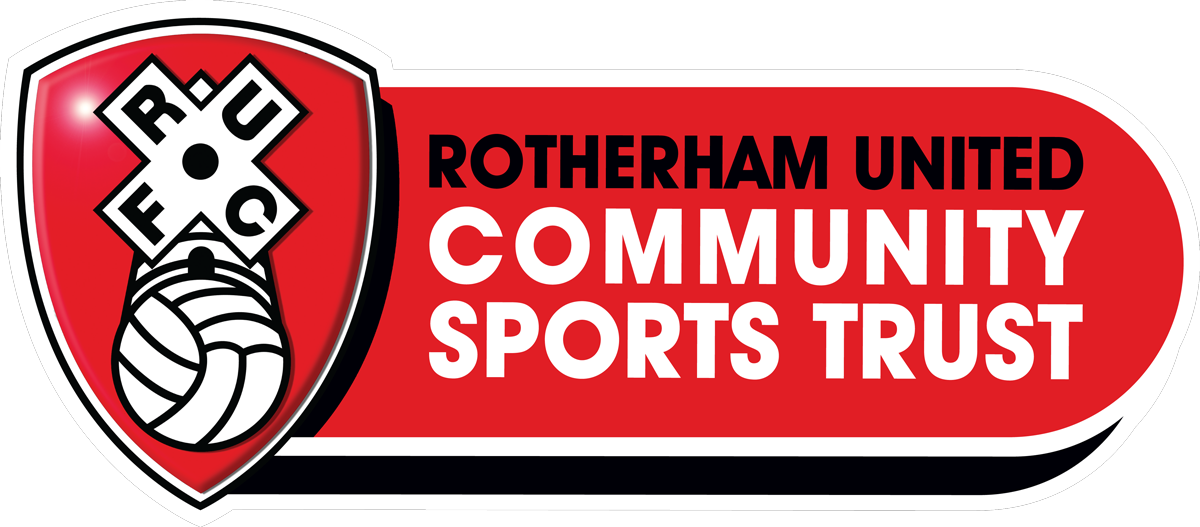 R U
F C
ROTHERHAM UNITED
COMMUNITY
SPORTS TRUST